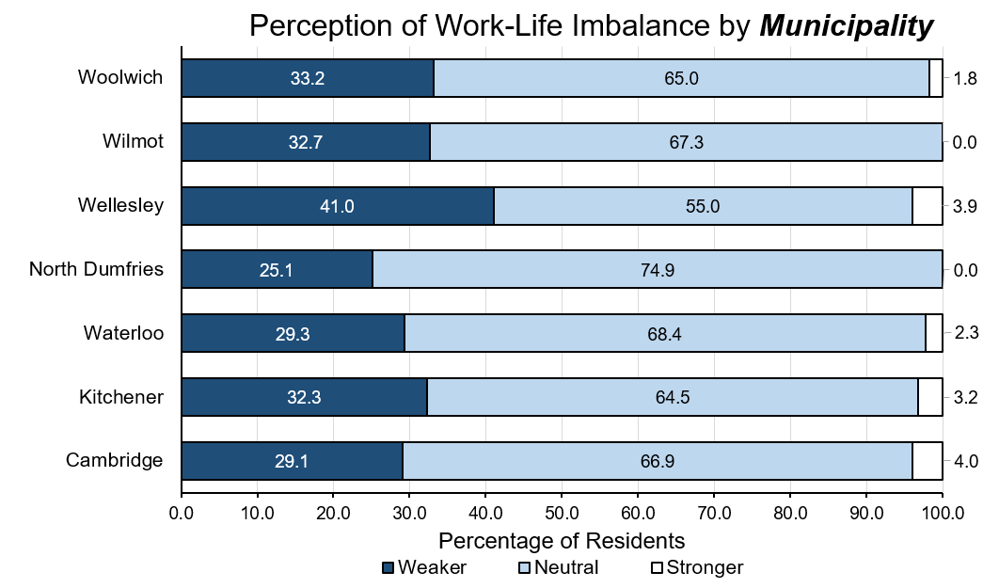 Perception of Work-Life Imbalance by Municipality
Woolwich 33.2 65.0 1.8
Wilmot 32.7 67.3 0.0
Wellesley 41.0 55.0 3.9
North Dumfries 25.1 74.9 0.0
Waterloo 29.3 68.4 2.3
Kitchener 32.3 64.5 3.2
Cambridge 29.1 66.9 4.0
0.0 10.0 20.0 30.0 40.0 50.0 60.0 70.0 80.0 90.0 100.0
Percentage of Residents
Weaker Neutral Stronger